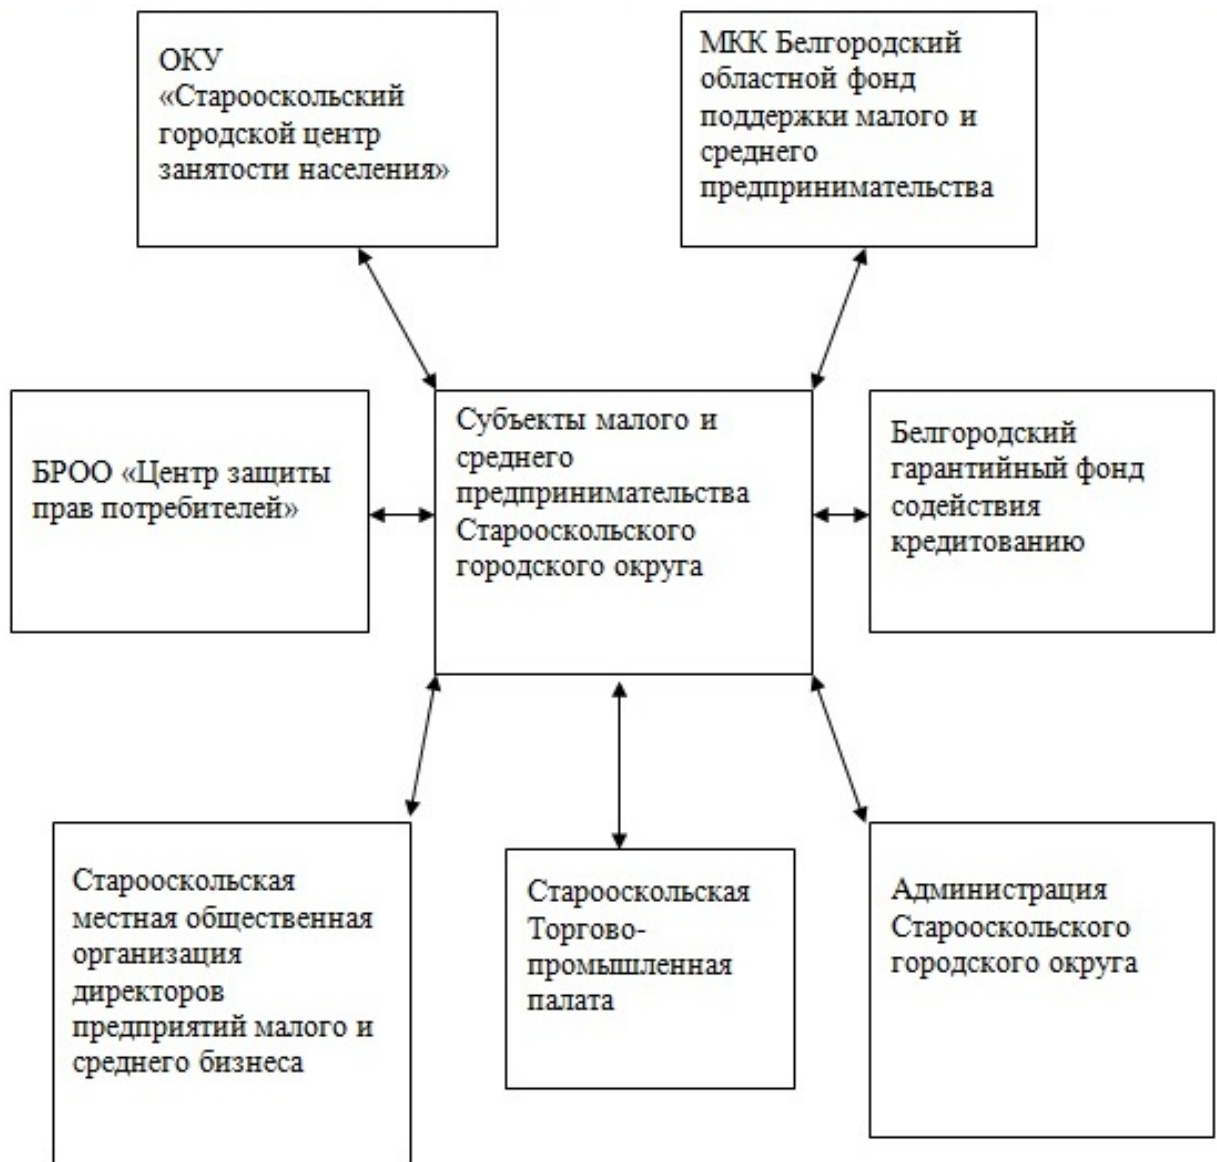 ОКУ
«Старооскольский
городской центр
занятости населения»
МКК Белгородский
областной фонд
поддержки малого и
среднего
предпринимательства
БРОО «Центр защиты
прав потребителей»
Субъекты малого и
среднего
предпринимательства
Старооскольского
городского округа
Белгородский
гарантийный фонд
содействия
кредитованию
Старооскольская
местная общественная
организация
директоров
предприятий малого и
среднего бизнеса
Старооскольская
Торгово-
промышленная
палата
Администрация
Старооскольского
городского округа